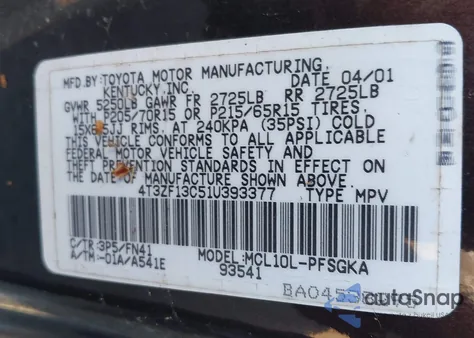 MFD.BY:TOYOTA MOTOR MANUFACTURING.
KENTUCKY,INC. DATE 04/01
GVWR 5250LB GAWR FR 2725LB RR 2725LB
WITH P205/70R15 OR P215/65R15 TIRES.
15X6 JJ RIMS. AT 240KPA (35PSI) COLD
THIS VEHICLE CONFORMS TO ALL APPLICABLE
FEDERAL MOTOR VEHICLE SAFETY AND
THEFT PREVENTION STANDARDS IN EFFECT ON
THE DATE OF MANUFACTURE SHOWN ABOVE.
4T3ZF13C51U393377 TYPE MPV
C/TR:3P5/FN41 MODEL:MCL10L-PFSGKA
A/TM:-01A/A541E 93541
autoSnap